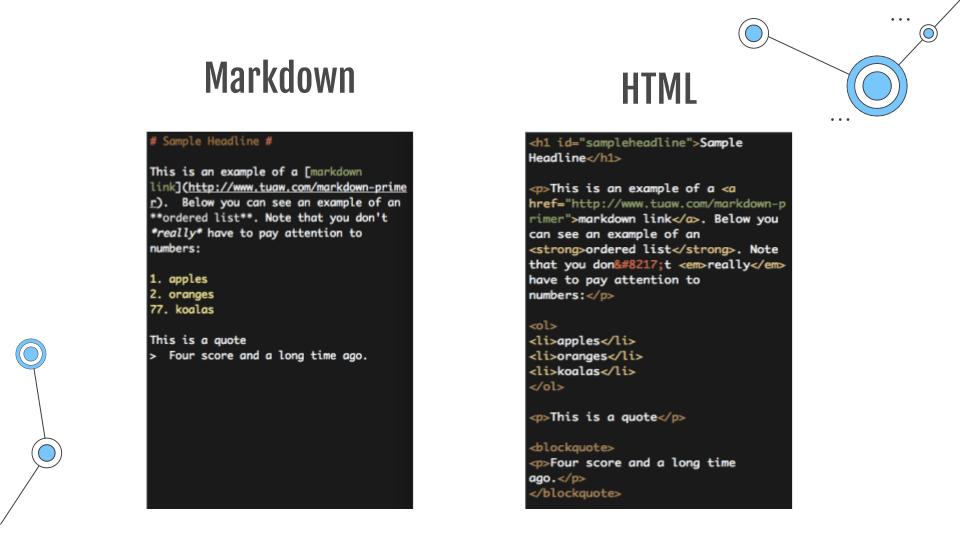 Markdown
# Sample Headline #
This is an example of a [markdown
link](http://www.tuaw.com/markdown-prime
r).  Below you can see an example of an
**ordered list**. Note that you don't
*really* have to pay attention to
numbers:
1. apples
2. oranges
77. koalas
This is a quote
>  Four score and a long time ago.
HTML
<h1 id="sampleheadline">Sample
Headline</h1>
<p>This is an example of a <a
href="http://www.tuaw.com/markdown-p
rimer">markdown link</a>. Below you
can see an example of an
<strong>ordered list</strong>. Note
that you don&#8217;t <em>really</em>
have to pay attention to
numbers:</p>
<ol>
<li>apples</li>
<li>oranges</li>
<li>koalas</li>
</ol>
<p>This is a quote</p>
<blockquote>
<p>Four score and a long time
ago.</p>
</blockquote>